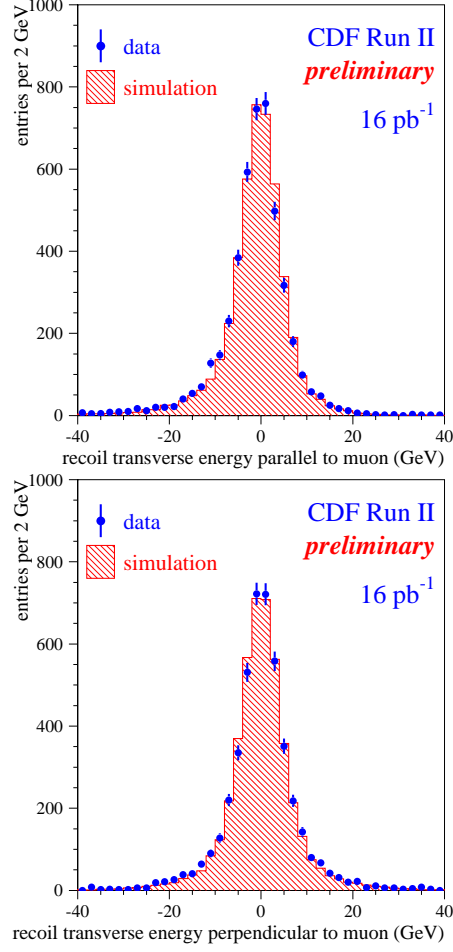 entries per 2 GeV
1000
800
600
400
200
0
data
simulation
CDF Run II
preliminary
16 pb-1
-40
-20
0
20
40
recoil transverse energy parallel to muon (GeV)
entries per 2 GeV
1000
800
600
400
200
0
data
simulation
CDF Run II
preliminary
16 pb-1
-40
-20
0
20
40
recoil transverse energy perpendicular to muon (GeV)